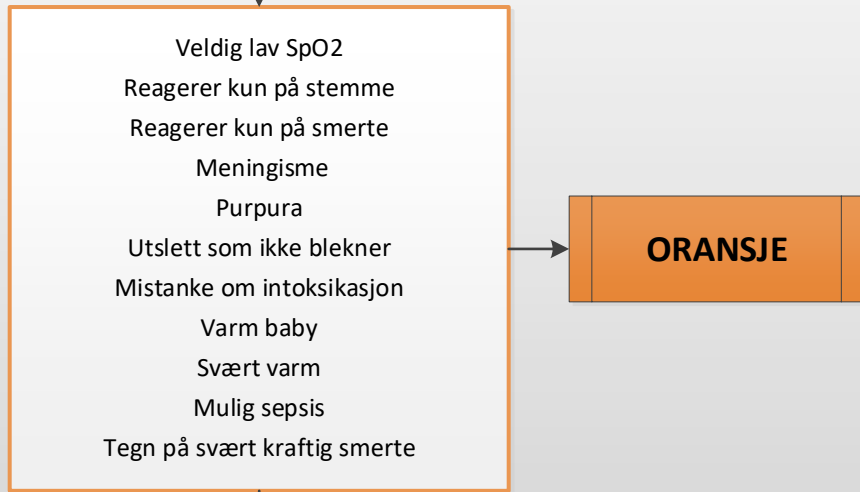 Veldig lav SpO2
Reagerer kun på stemme
Reagerer kun på smerte
Meningisme
Purpura
Utslett som ikke blekner
Mistanke om intoksikasjon
Varm baby
Svært varm
Mulig sepsis
Tegn på svært kraftig smerte
ORANSJE